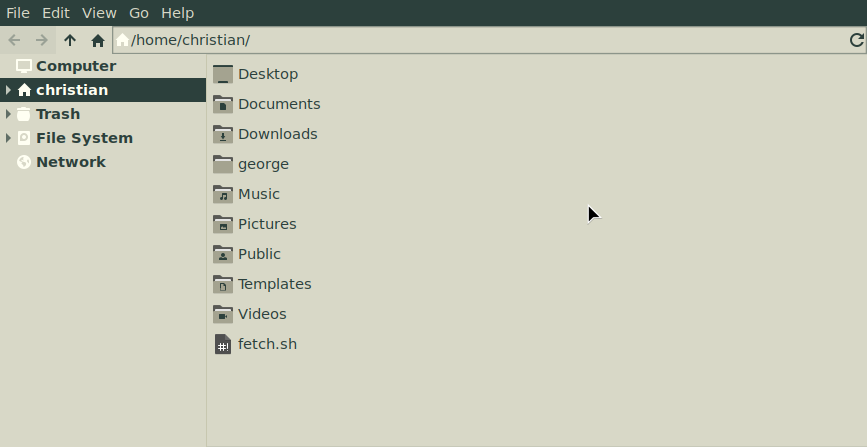 File Edit View Go Help
/home/christian/
Computer
christian
Trash
File System
Network
Desktop
Documents
Downloads
george
Music
Pictures
Public
Templates
Videos
fetch.sh